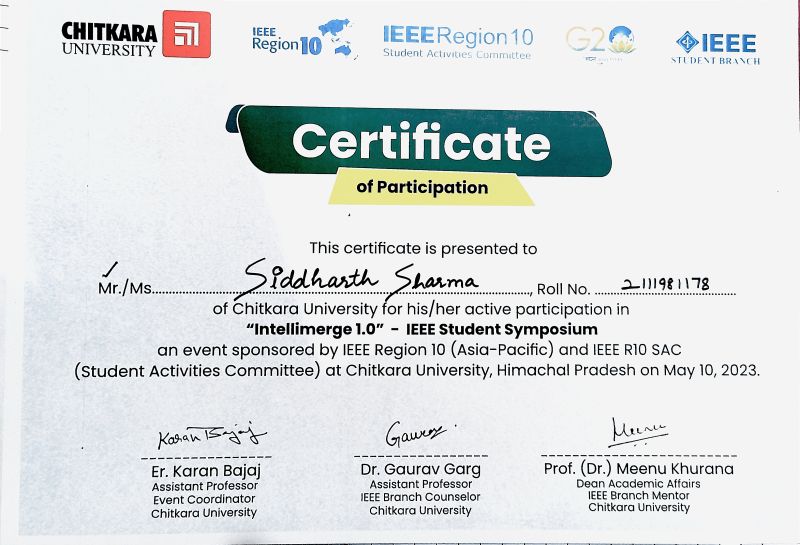 CHITKARA
UNIVERSITY
IEEE
Region10
IEEE Region 10
Student Activities Committee
G20
IEEE
STUDENT BRANCH
Certificate
of Participation
This certificate is presented to
Mr./Ms. Siddharth Sharma, Roll No. 2111981178
of Chitkara University for his/her active participation in
“Intellimerge 1.0” - IEEE Student Symposium
an event sponsored by IEEE Region 10 (Asia-Pacific) and IEEE R10 SAC
(Student Activities Committee) at Chitkara University, Himachal Pradesh on May 10, 2023.
Karan Bajaj
Gaurav
Meenu
Er. Karan Bajaj
Assistant Professor
Event Coordinator
Chitkara University
Dr. Gaurav Garg
Assistant Professor
IEEE Branch Counselor
Chitkara University
Prof. (Dr.) Meenu Khurana
Dean Academic Affairs
IEEE Branch Mentor
Chitkara University